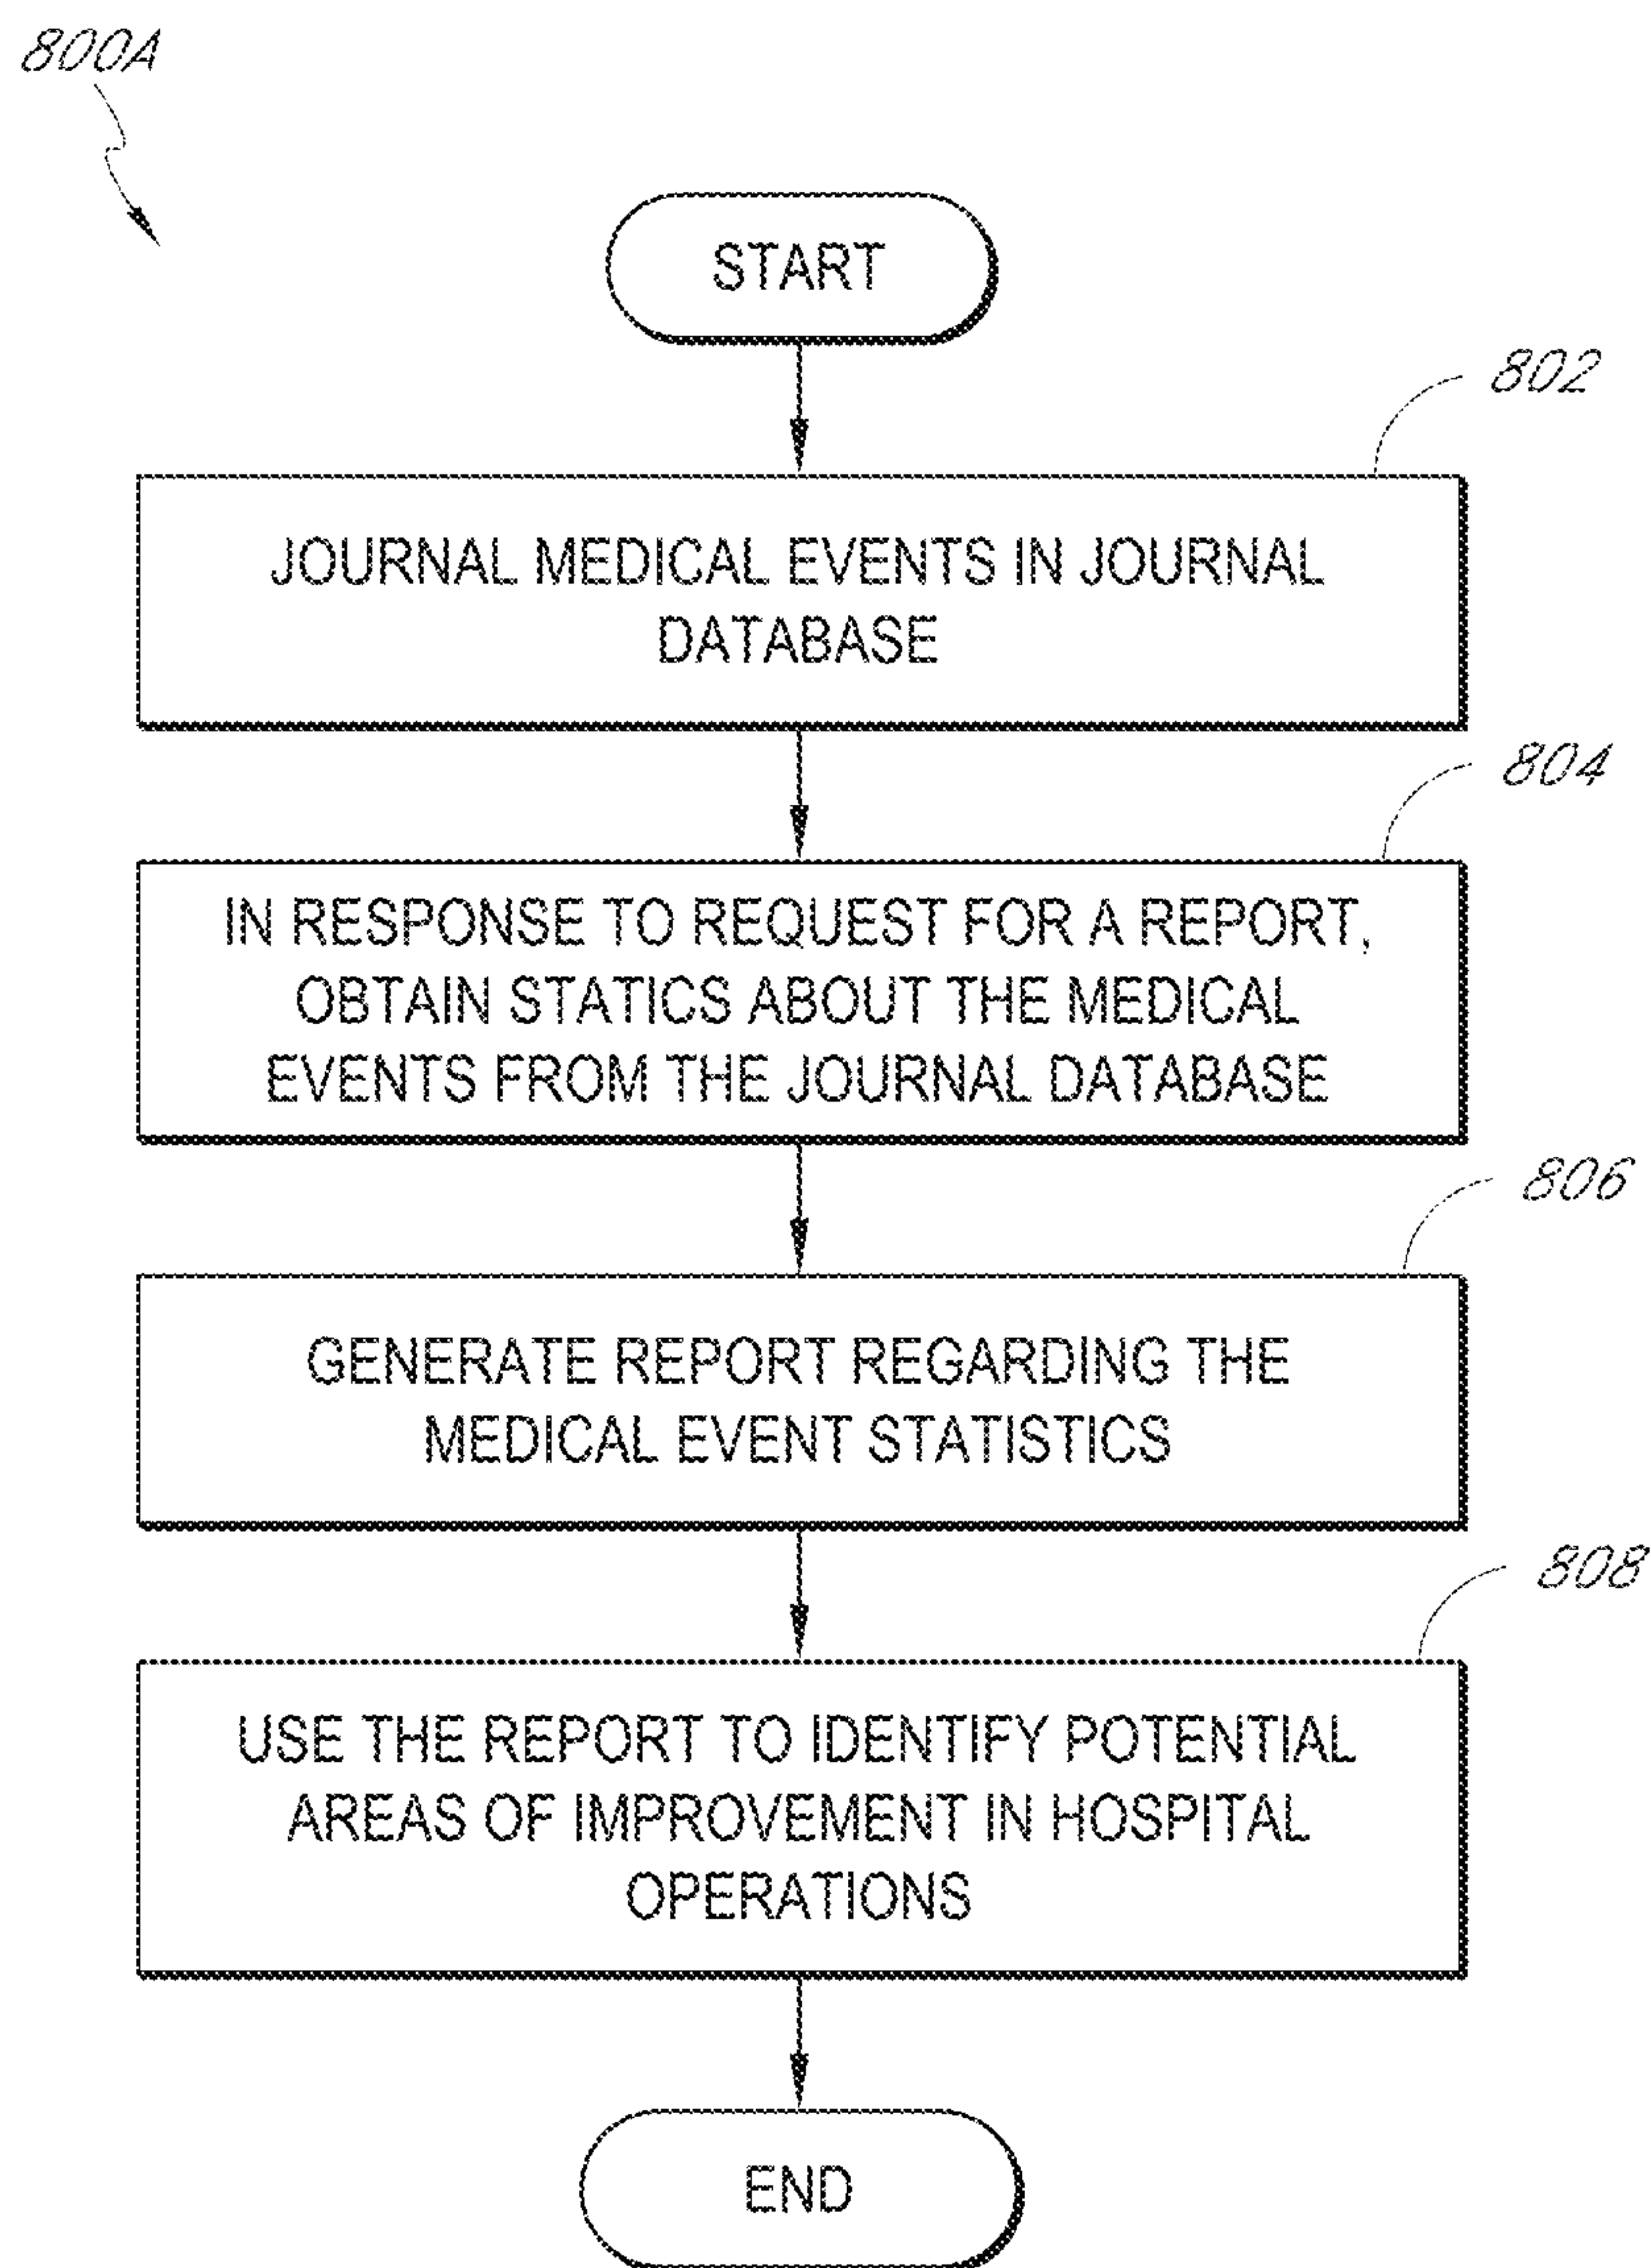 800A
START
802
JOURNAL MEDICAL EVENTS IN JOURNAL
DATABASE
804
IN RESPONSE TO REQUEST FOR A REPORT,
OBTAIN STATICS ABOUT THE MEDICAL
EVENTS FROM THE JOURNAL DATABASE
806
GENERATE REPORT REGARDING THE
MEDICAL EVENT STATISTICS
808
USE THE REPORT TO IDENTIFY POTENTIAL
AREAS OF IMPROVEMENT IN HOSPITAL
OPERATIONS
END